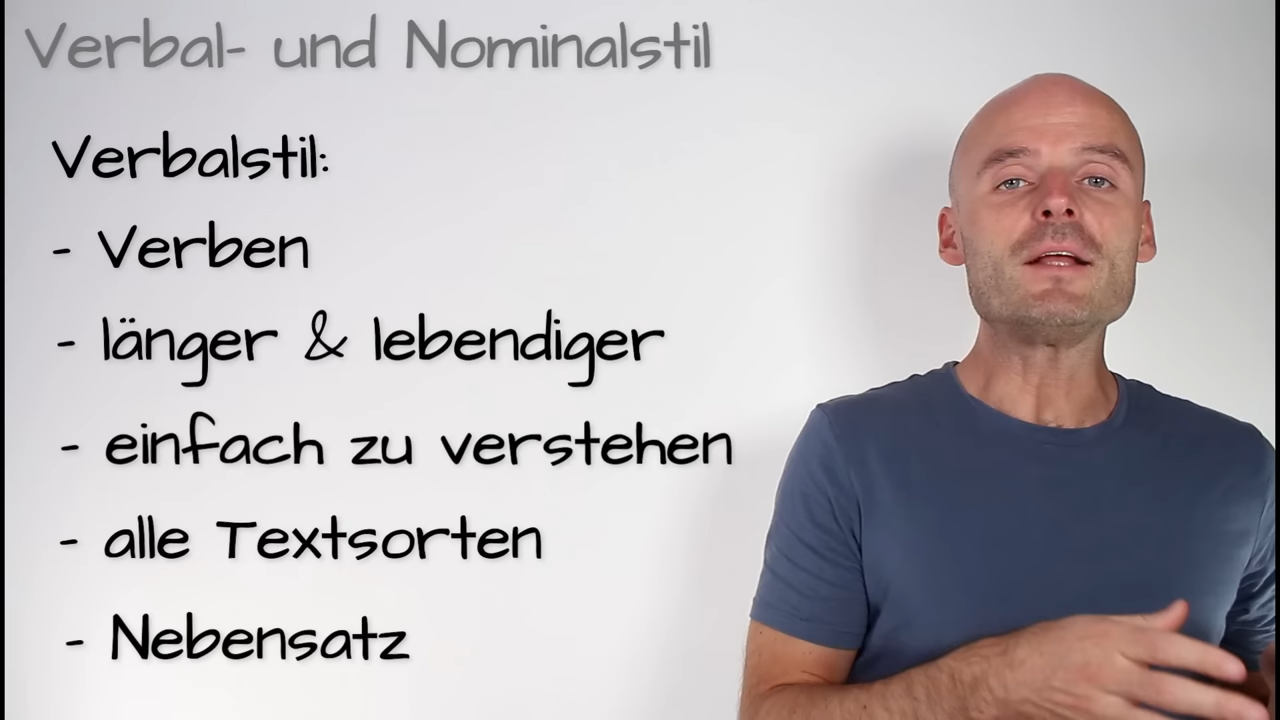 Verbal- und Nominalstil
Verbalstil:
- Verben
- länger & lebendiger
- einfach zu verstehen
- alle Textsorten
- Nebensatz